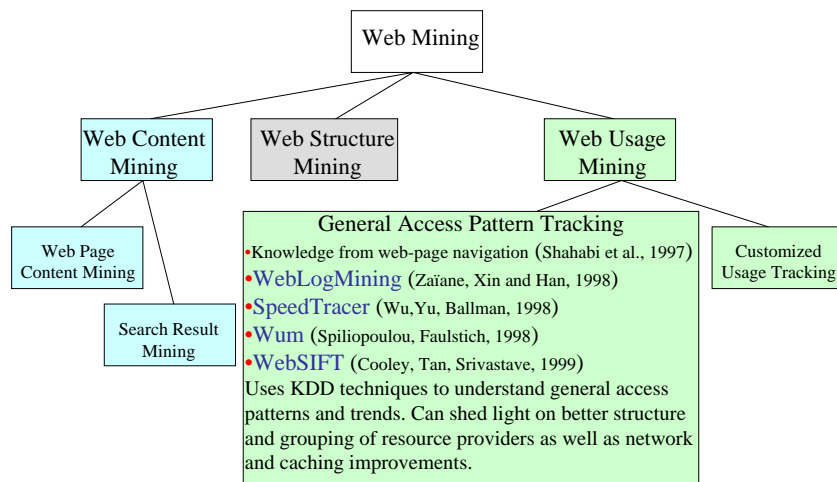 Web Mining
Web Content
Mining
Web Structure
Mining
Web Usage
Mining
Web Page
Content Mining
Search Result
Mining
General Access Pattern Tracking
•Knowledge from web-page navigation (Shahabi et al., 1997)
•WebLogMining (Zaïane, Xin and Han, 1998)
•SpeedTracer (Wu,Yu, Ballman, 1998)
•Wum (Spiliopoulou, Faulstich, 1998)
•WebSIFT (Cooley, Tan, Srivastave, 1999)
Uses KDD techniques to understand general access
patterns and trends. Can shed light on better structure
and grouping of resource providers as well as network
and caching improvements.
Customized
Usage Tracking